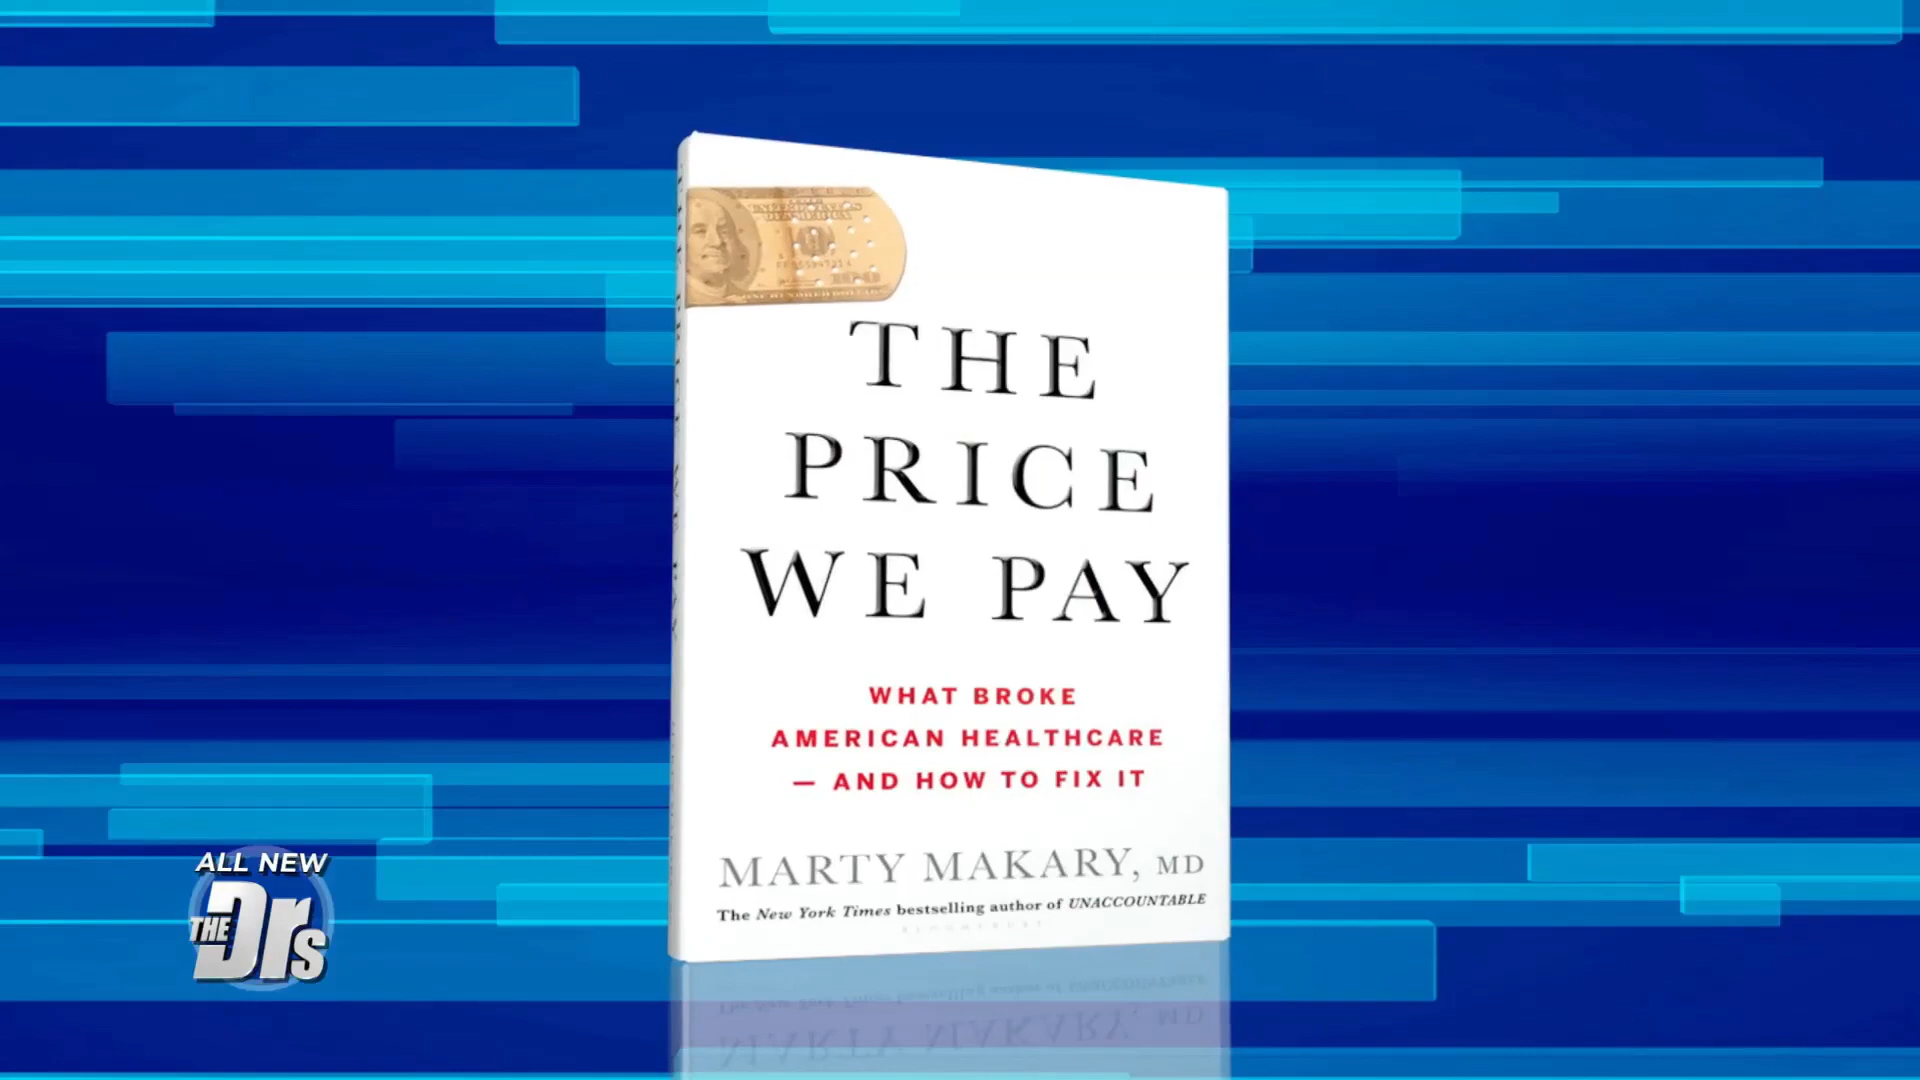 THE
PRICE
WE PAY
WHAT BROKE
AMERICAN HEALTHCARE
— AND HOW TO FIX IT
MARTY MAKARY, MD
The New York Times bestselling author of UNACCOUNTABLE
ALL NEW
THE Drs